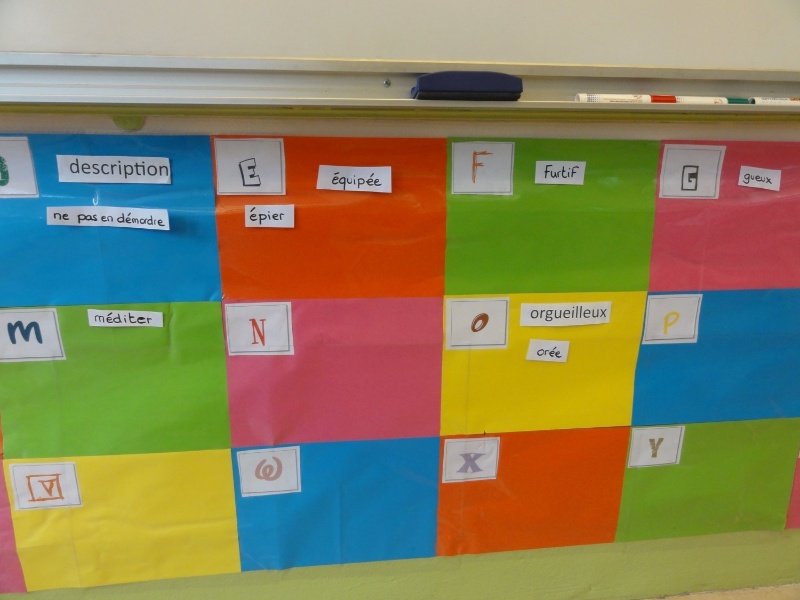 description
ne pas en démordre
E
équipée
épier
F
Furtif
G
gueux
M
méditer
N
O
orgueilleux
orée
P
V
W
X
Y